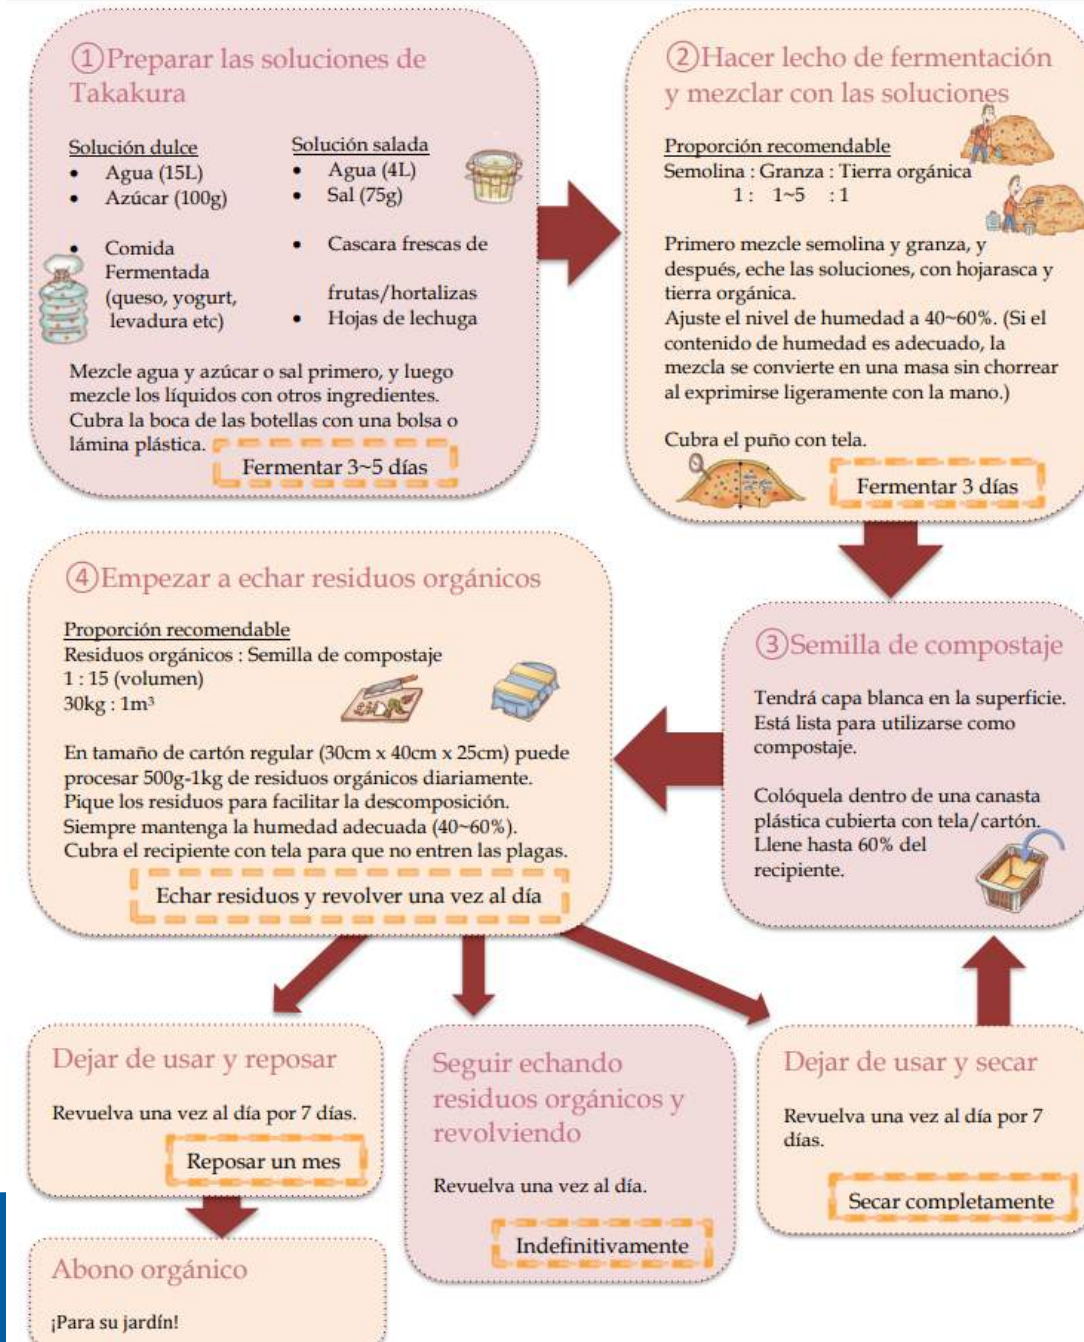 ①Preparar las soluciones de
Takakura
Solución dulce
• Agua (15L)
• Azúcar (100g)
• Comida
Fermentada
(queso, yogurt,
levadura etc)
Solución salada
• Agua (4L)
• Sal (75g)
• Cascara frescas de
frutas/hortalizas
• Hojas de lechuga
Mezcle agua y azúcar o sal primero, y luego
mezcle los líquidos con otros ingredientes.
Cubra la boca de las botellas con una bolsa o
lámina plástica.
Fermentar 3~5 días
②Hacer lecho de fermentación
y mezclar con las soluciones
Proporción recomendable
Semolina : Granza : Tierra orgánica
1 : 1~5 : 1
Primero mezcle semolina y granza, y
después, eche las soluciones, con hojarasca y
tierra orgánica.
Ajuste el nivel de humedad a 40~60%. (Si el
contenido de humedad es adecuado, la
mezcla se convierte en una masa sin chorrear
al exprimirse ligeramente con la mano.)
Cubra el puño con tela.
Fermentar 3 días
③Semilla de compostaje
Tendrá capa blanca en la superficie.
Está lista para utilizarse como
compostaje.
Colóquela dentro de una canasta
plástica cubierta con tela/cartón.
Llene hasta 60% del
recipiente.
④Empezar a echar residuos orgánicos
Proporción recomendable
Residuos orgánicos : Semilla de compostaje
1 : 15 (volumen)
30kg : 1m³
En tamaño de cartón regular (30cm x 40cm x 25cm) puede
procesar 500g-1kg de residuos orgánicos diariamente.
Pique los residuos para facilitar la descomposición.
Siempre mantenga la humedad adecuada (40~60%).
Cubra el recipiente con tela para que no entren las plagas.
Echar residuos y revolver una vez al día
Dejar de usar y reposar
Revuelva una vez al día por 7 días.
Reposar un mes
Abono orgánico
¡Para su jardín!
Seguir echando
residuos orgánicos y
revolviendo
Revuelva una vez al día.
Indefinitivamente
Dejar de usar y secar
Revuelva una vez al día por 7
días.
Secar completamente